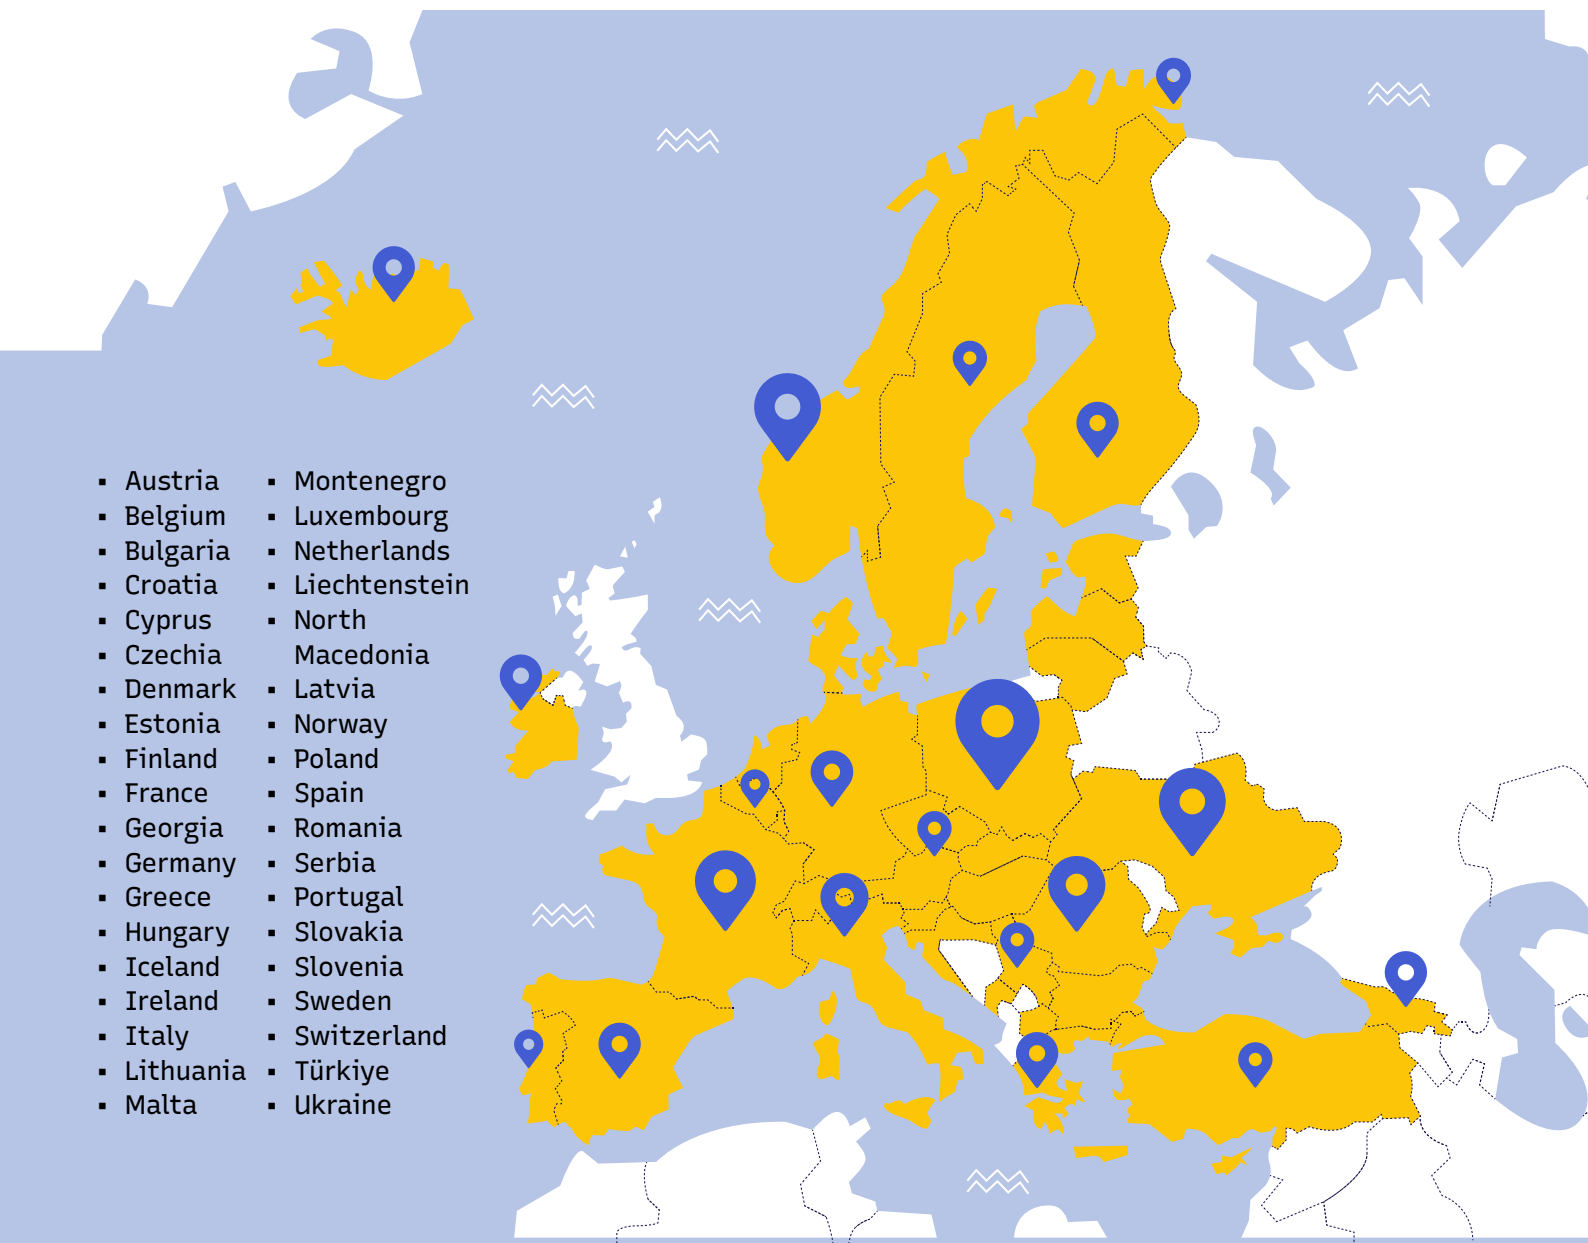 ▪ Austria
▪ Belgium
▪ Bulgaria
▪ Croatia
▪ Cyprus
▪ Czechia
▪ Denmark
▪ Estonia
▪ Finland
▪ France
▪ Georgia
▪ Germany
▪ Greece
▪ Hungary
▪ Iceland
▪ Ireland
▪ Italy
▪ Lithuania
▪ Malta
▪ Montenegro
▪ Luxembourg
▪ Netherlands
▪ Liechtenstein
▪ North
Macedonia
▪ Latvia
▪ Norway
▪ Poland
▪ Spain
▪ Romania
▪ Serbia
▪ Portugal
▪ Slovakia
▪ Slovenia
▪ Sweden
▪ Switzerland
▪ Türkiye
▪ Ukraine